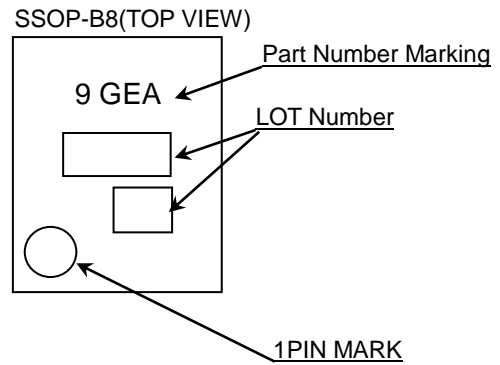 SSOP-B8(TOP VIEW)
Part Number Marking
9 GEA
LOT Number
1PIN MARK